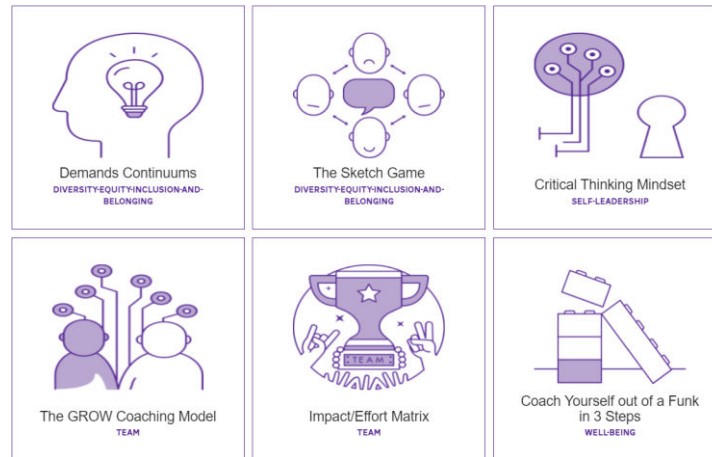 Demands Continuums
DIVERSITY-EQUITY-INCLUSION-AND-
BELONGING
The Sketch Game
DIVERSITY-EQUITY-INCLUSION-AND-
BELONGING
Critical Thinking Mindset
SELF-LEADERSHIP
The GROW Coaching Model
TEAM
TEAM
Impact/Effort Matrix
TEAM
Coach Yourself out of a Funk
in 3 Steps
WELL-BEING